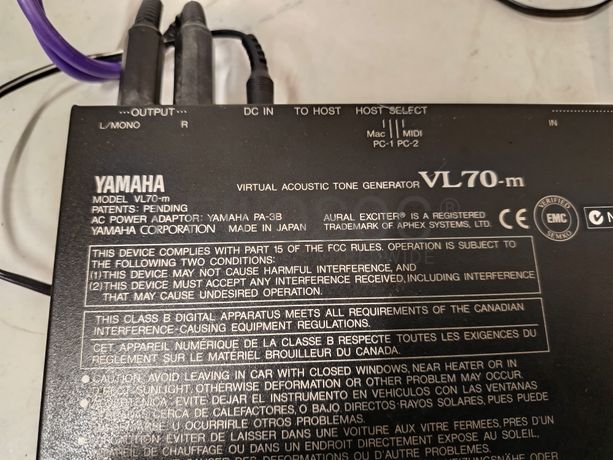 OUTPUT DC IN TO HOST HOST SELECT IN
L/MONO R Mac MIDI
PC-1 PC-2
YAMAHA VIRTUAL ACOUSTIC TONE GENERATOR VL70-m
MODEL VL70-m
PATENTS: PENDING
AC POWER ADAPTOR: YAMAHA PA-3B AURAL EXCITER® IS A REGISTERED
YAMAHA CORPORATION MADE IN JAPAN TRADEMARK OF APHEX SYSTEMS, LTD.
CE EMC SEMKO N
THIS DEVICE COMPLIES WITH PART 15 OF THE FCC RULES. OPERATION IS SUBJECT TO
THE FOLLOWING TWO CONDITIONS:
(1) THIS DEVICE MAY NOT CAUSE HARMFUL INTERFERENCE, AND
(2) THIS DEVICE MUST ACCEPT ANY INTERFERENCE RECEIVED, INCLUDING INTERFERENCE
THAT MAY CAUSE UNDESIRED OPERATION.
THIS CLASS B DIGITAL APPARATUS MEETS ALL REQUIREMENTS OF THE CANADIAN
INTERFERENCE-CAUSING EQUIPMENT REGULATIONS.
CET APPAREIL NUMÉRIQUE DE LA CLASSE B RESPECTE TOUTES LES EXIGENCES DU
RÈGLEMENT SUR LE MATÉRIEL BROUILLEUR DU CANADA.
CAUTION: AVOID LEAVING IN CAR WITH CLOSED WINDOWS, NEAR HEATER OR IN
DIRECT SUNLIGHT, OTHERWISE DEFORMATION OR OTHER PROBLEM MAY OCCUR.
EVITE DEJAR EL INSTRUMENTO EN VEHICULOS CON LAS VENTANAS
CERCA DE CALEFACTORES, O BAJO DIRECTOS RAYOS SOLARES, PUES PUEDE
U OCURRIRLE OTROS PROBLEMAS.
EVITER DE LAISSER DANS UNE VOITURE AUX VITRE FERMEES, PRES D'UN
APPAREIL DE CHAUFFAGE OU DANS UN ENDROIT DIRECTEMENT EXPOSE AU SOLEIL,
CAUSER DES DEFORMATIONS OU D'AUTRES